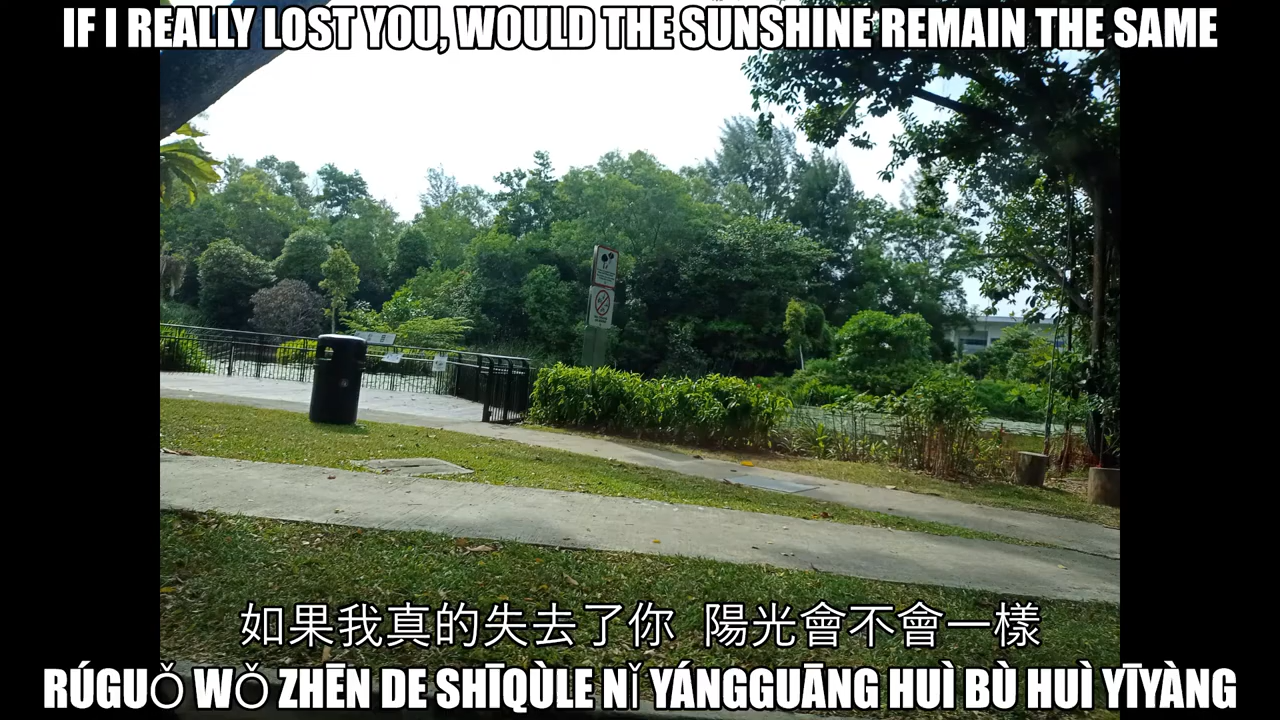 IF I REALLY LOST YOU, WOULD THE SUNSHINE REMAIN THE SAME
如果我真的失去了你 陽光會不會一樣
RÚGUǑ WǑ ZHĒN DE SHĪQÙLE NǏ YÁNGGUĀNG HUÌ BÙ HUÌ YĪYÀNG